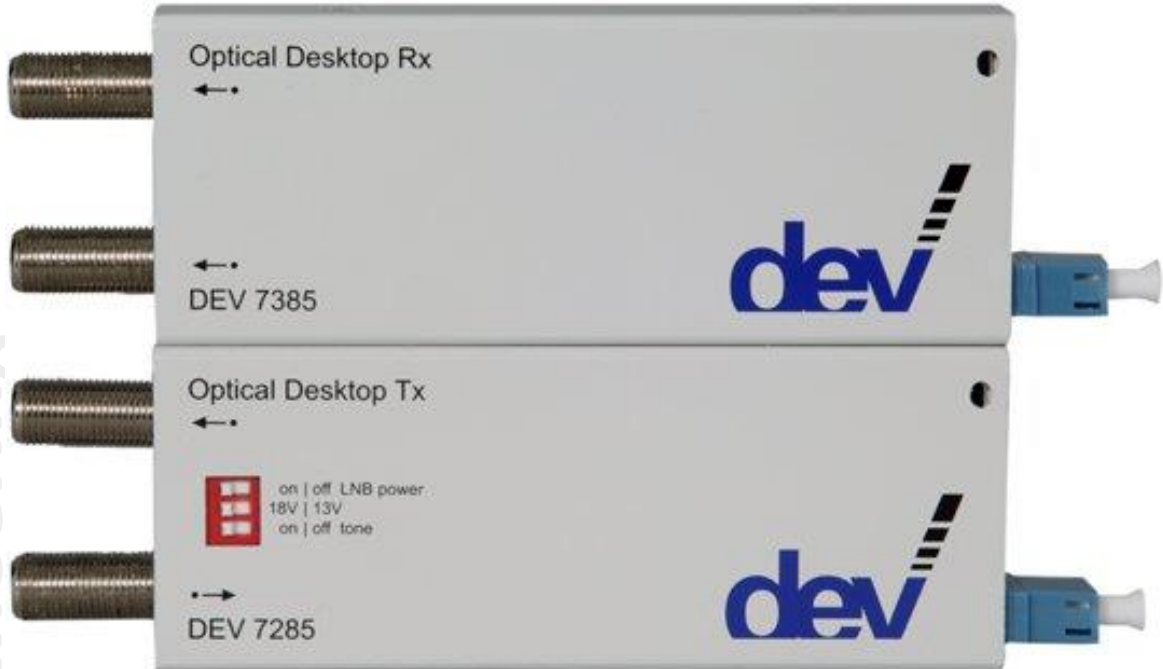 Optical Desktop Rx
dev
DEV 7385
Optical Desktop Tx
on | off LNB power
18V | 13V
on | off tone
dev
DEV 7285